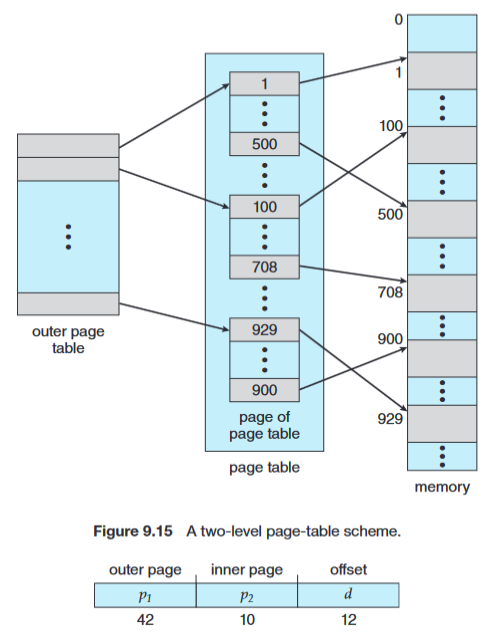 0
1
1
500
100
100
500
708
708
929
900
900
929
outer page
table
page of
page table
page table
memory
Figure 9.15 A two-level page-table scheme.
outer page inner page offset
p1 p2 d
42 10 12